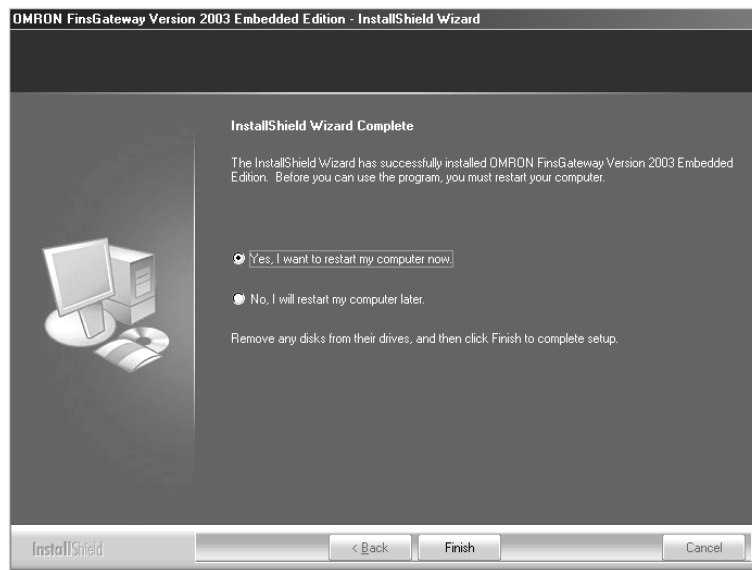 OMRON FinsGateway Version 2003 Embedded Edition - InstallShield Wizard
InstallShield Wizard Complete
The InstallShield Wizard has successfully installed OMRON FinsGateway Version 2003 Embedded
Edition. Before you can use the program, you must restart your computer.
Yes, I want to restart my computer now.
No, I will restart my computer later.
Remove any disks from their drives, and then click Finish to complete setup.
InstallShield
< Back
Finish
Cancel